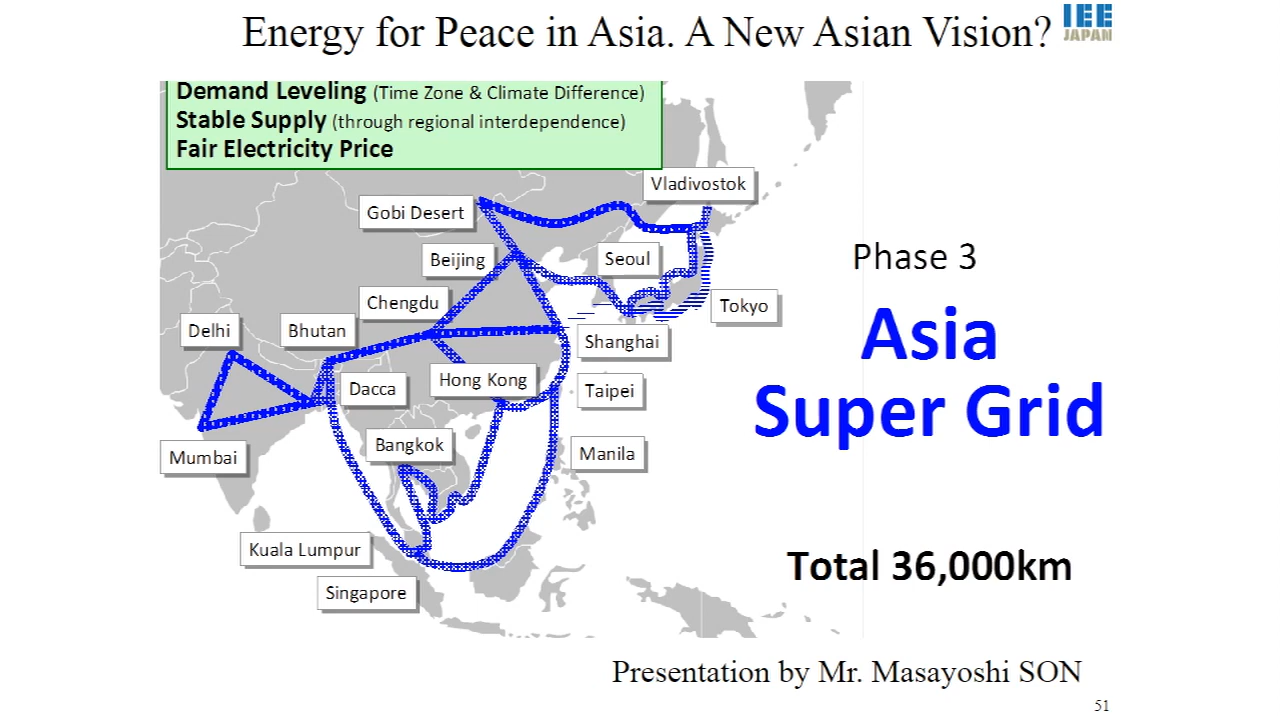 Energy for Peace in Asia. A New Asian Vision?
IEE
JAPAN
Demand Leveling (Time Zone & Climate Difference)
Stable Supply (through regional interdependence)
Fair Electricity Price
Vladivostok
Gobi Desert
Beijing
Seoul
Chengdu
Tokyo
Delhi
Bhutan
Shanghai
Dacca
Hong Kong
Taipei
Bangkok
Manila
Mumbai
Kuala Lumpur
Singapore
Phase 3
Asia
Super Grid
Total 36,000km
Presentation by Mr. Masayoshi SON
51